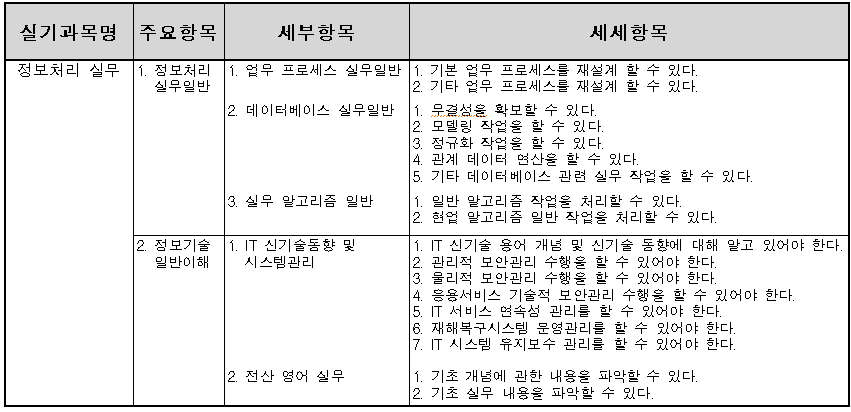 실기과목명 주요항목 세부항목 세세항목
정보처리 실무 1. 정보처리 1. 업무 프로세스 실무일반 1. 기본 업무 프로세스를 재설계 할 수 있다.
실무일반 2. 기타 업무 프로세스를 재설계 할 수 있다.
2. 데이터베이스 실무일반 1. 무결성을 확보할 수 있다.
2. 모델링 작업을 할 수 있다.
3. 정규화 작업을 할 수 있다.
4. 관계 데이터 연산을 할 수 있다.
5. 기타 데이터베이스 관련 실무 작업을 할 수 있다.
3. 실무 알고리즘 일반 1. 일반 알고리즘 작업을 처리할 수 있다.
2. 현업 알고리즘 일반 작업을 처리할 수 있다.
2. 정보기술 1. IT 신기술동향 및 1. IT 신기술 용어 개념 및 신기술 동향에 대해 알고 있어야 한다.
일반이해 시스템관리 2. 관리적 보안관리 수행을 할 수 있어야 한다.
3. 물리적 보안관리 수행을 할 수 있어야 한다.
4. 응용서비스 기술적 보안관리 수행을 할 수 있어야 한다.
5. IT 서비스 연속성 관리를 할 수 있어야 한다.
6. 재해복구시스템 운영관리를 할 수 있어야 한다.
7. IT 시스템 유지보수 관리를 할 수 있어야 한다.
2. 전산 영어 실무 1. 기초 개념에 관한 내용을 파악할 수 있다.
2. 기초 실무 내용을 파악할 수 있다.